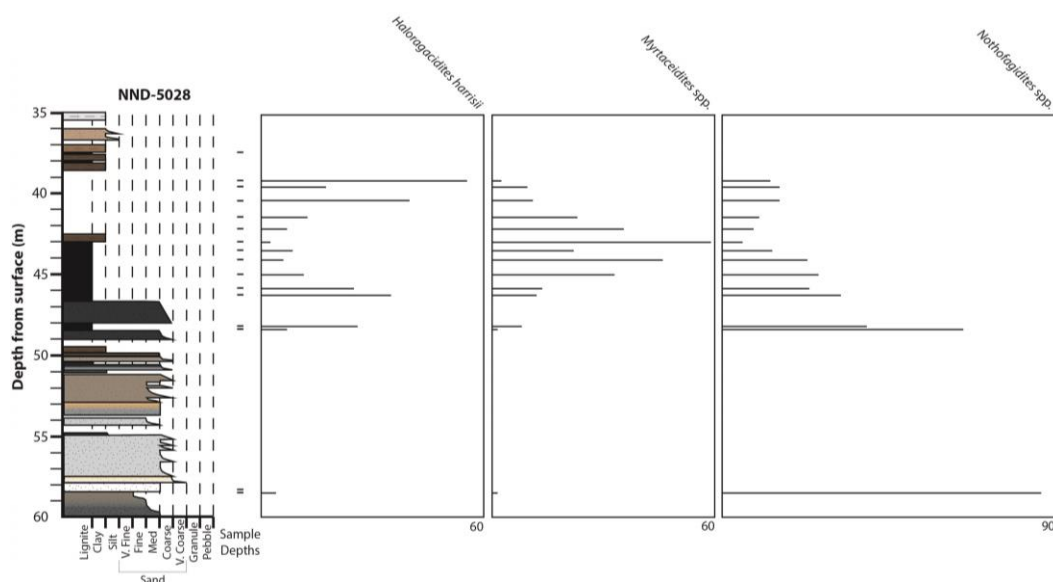 Haloragacidites harrisii
Myrtaceidites spp.
Nothofagidites spp.
NND-5028
Depth from surface (m)
35
40
45
50
55
60
60
60
90
Lignite
Clay
Silt
V. Fine
Fine
Med
Coarse
V. Coarse
Granule
Pebble
Sand
Sample
Depths